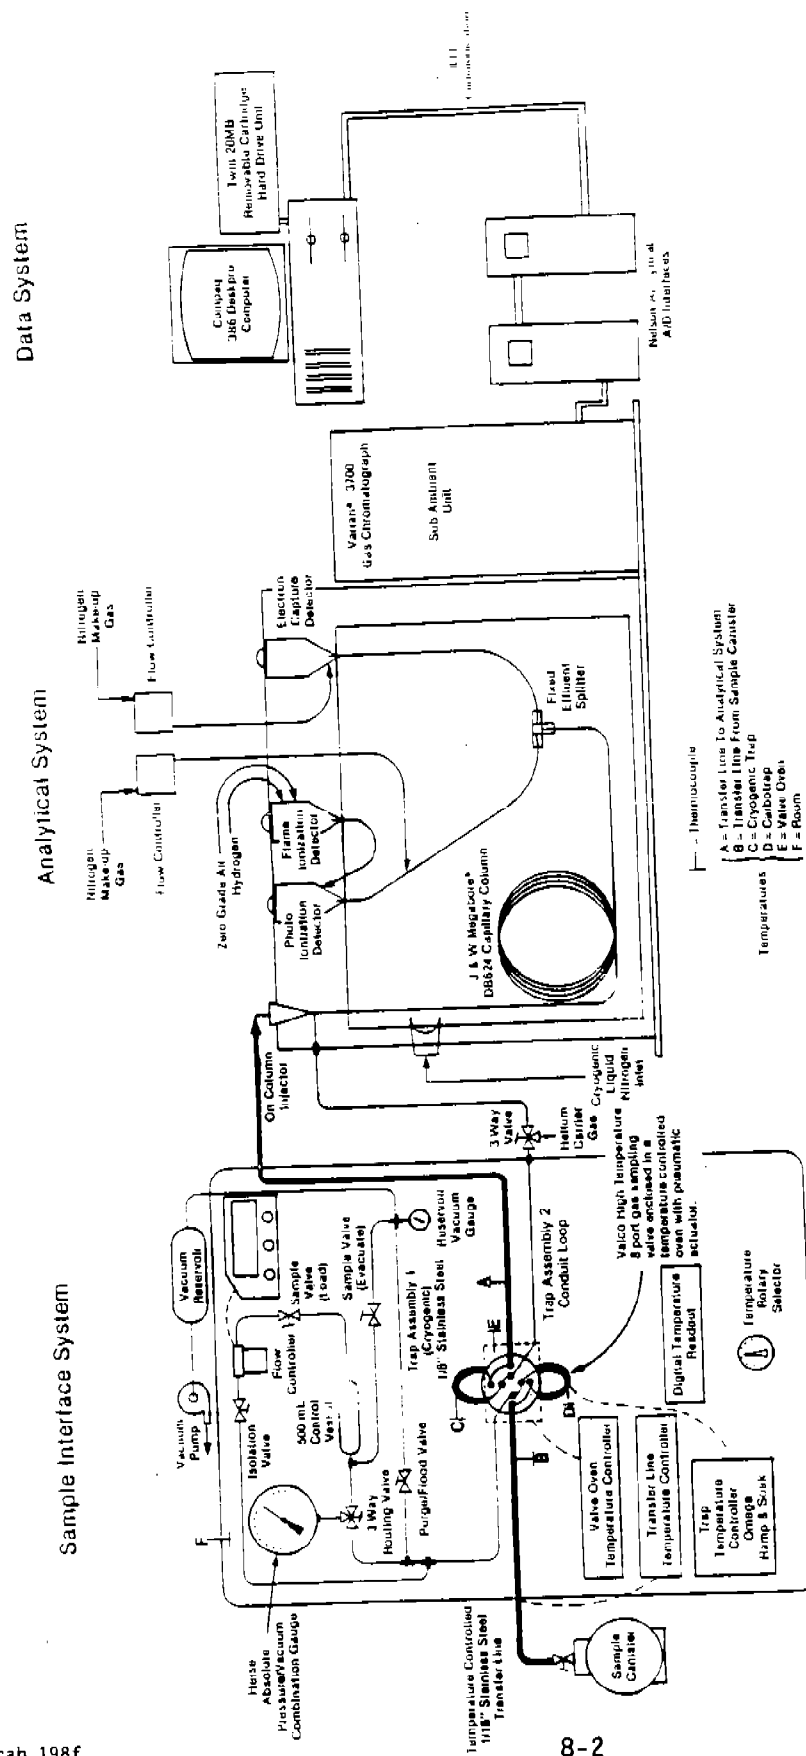 Sample Interface System
Analytical System
Data System
Heise
Absolute
Pressure/Vacuum
Combination Gauge
F
Vacuum
Pump
Vacuum
Reservoir
Isolation
Valve
Flow
Controller
Sample
Valve
(Load)
500 mL
Control
3 Way
Routing Valve
Purge/Flood Valve
Sample Valve
(Evacuate)
Reservoir
Vacuum
Gauge
Trap Assembly 1
(Cryogenic)
1/8" Stainless Steel
Trap Assembly 2
Conduit Loop
A
B
C
D
E
Valco High Temperature
8 port gas sampling
valve enclosed in a
temperature controlled
oven with pneumatic
actuator.
Valve Oven
Temperature Controller
Transfer Line
Temperature Controller
Trap
Temperature
Controller
Omega
Ramp & Soak
Digital Temperature
Readout
Temperature
Rotary
Selector
Temperature Controlled
1/16" Stainless Steel
Transfer Line
Sample
Canister
3 Way
Valve
Helium
Carrier
Gas
Cryogenic
Liquid
Nitrogen
Inlet
On Column
Injector
J & W Megabore®
DB624 Capillary Column
Photo
Ionization
Detector
Flame
Ionization
Detector
Zero Grade Air
Hydrogen
Nitrogen
Make-up
Gas
Flow Controller
Nitrogen
Make-up
Gas
Flow Controller
Electron
Capture
Detector
Fixed
Effluent
Splitter
Varian® 3700
Gas Chromatograph
Sub Ambient
Unit
Compaq
386 Deskpro
Computer
Twin 20MB
Removable Cartridge
Hard Drive Unit
Nelson
A/D Interfaces
- Thermocouple
Temperatures
A = Transfer Line To Analytical System
B = Transfer Line From Sample Canister
C = Cryogenic Trap
D = Carbotrap
E = Valve Oven
F = Room
8-2
198f